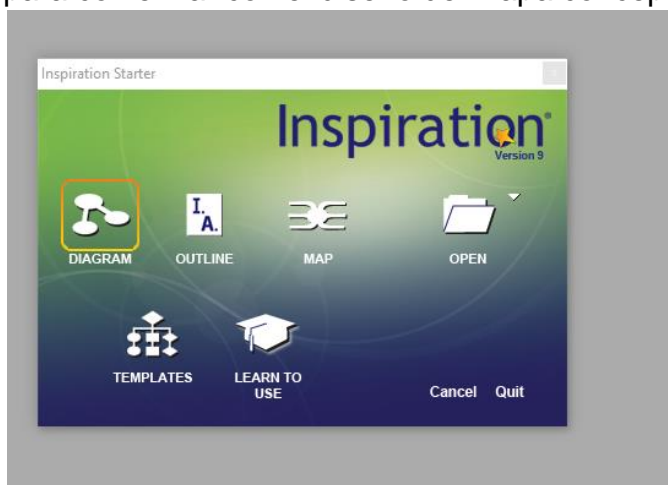 Inspiration Starter
Inspiration®
Version 9
I.
A.
DIAGRAM
OUTLINE
MAP
OPEN
TEMPLATES
LEARN TO
USE
Cancel
Quit